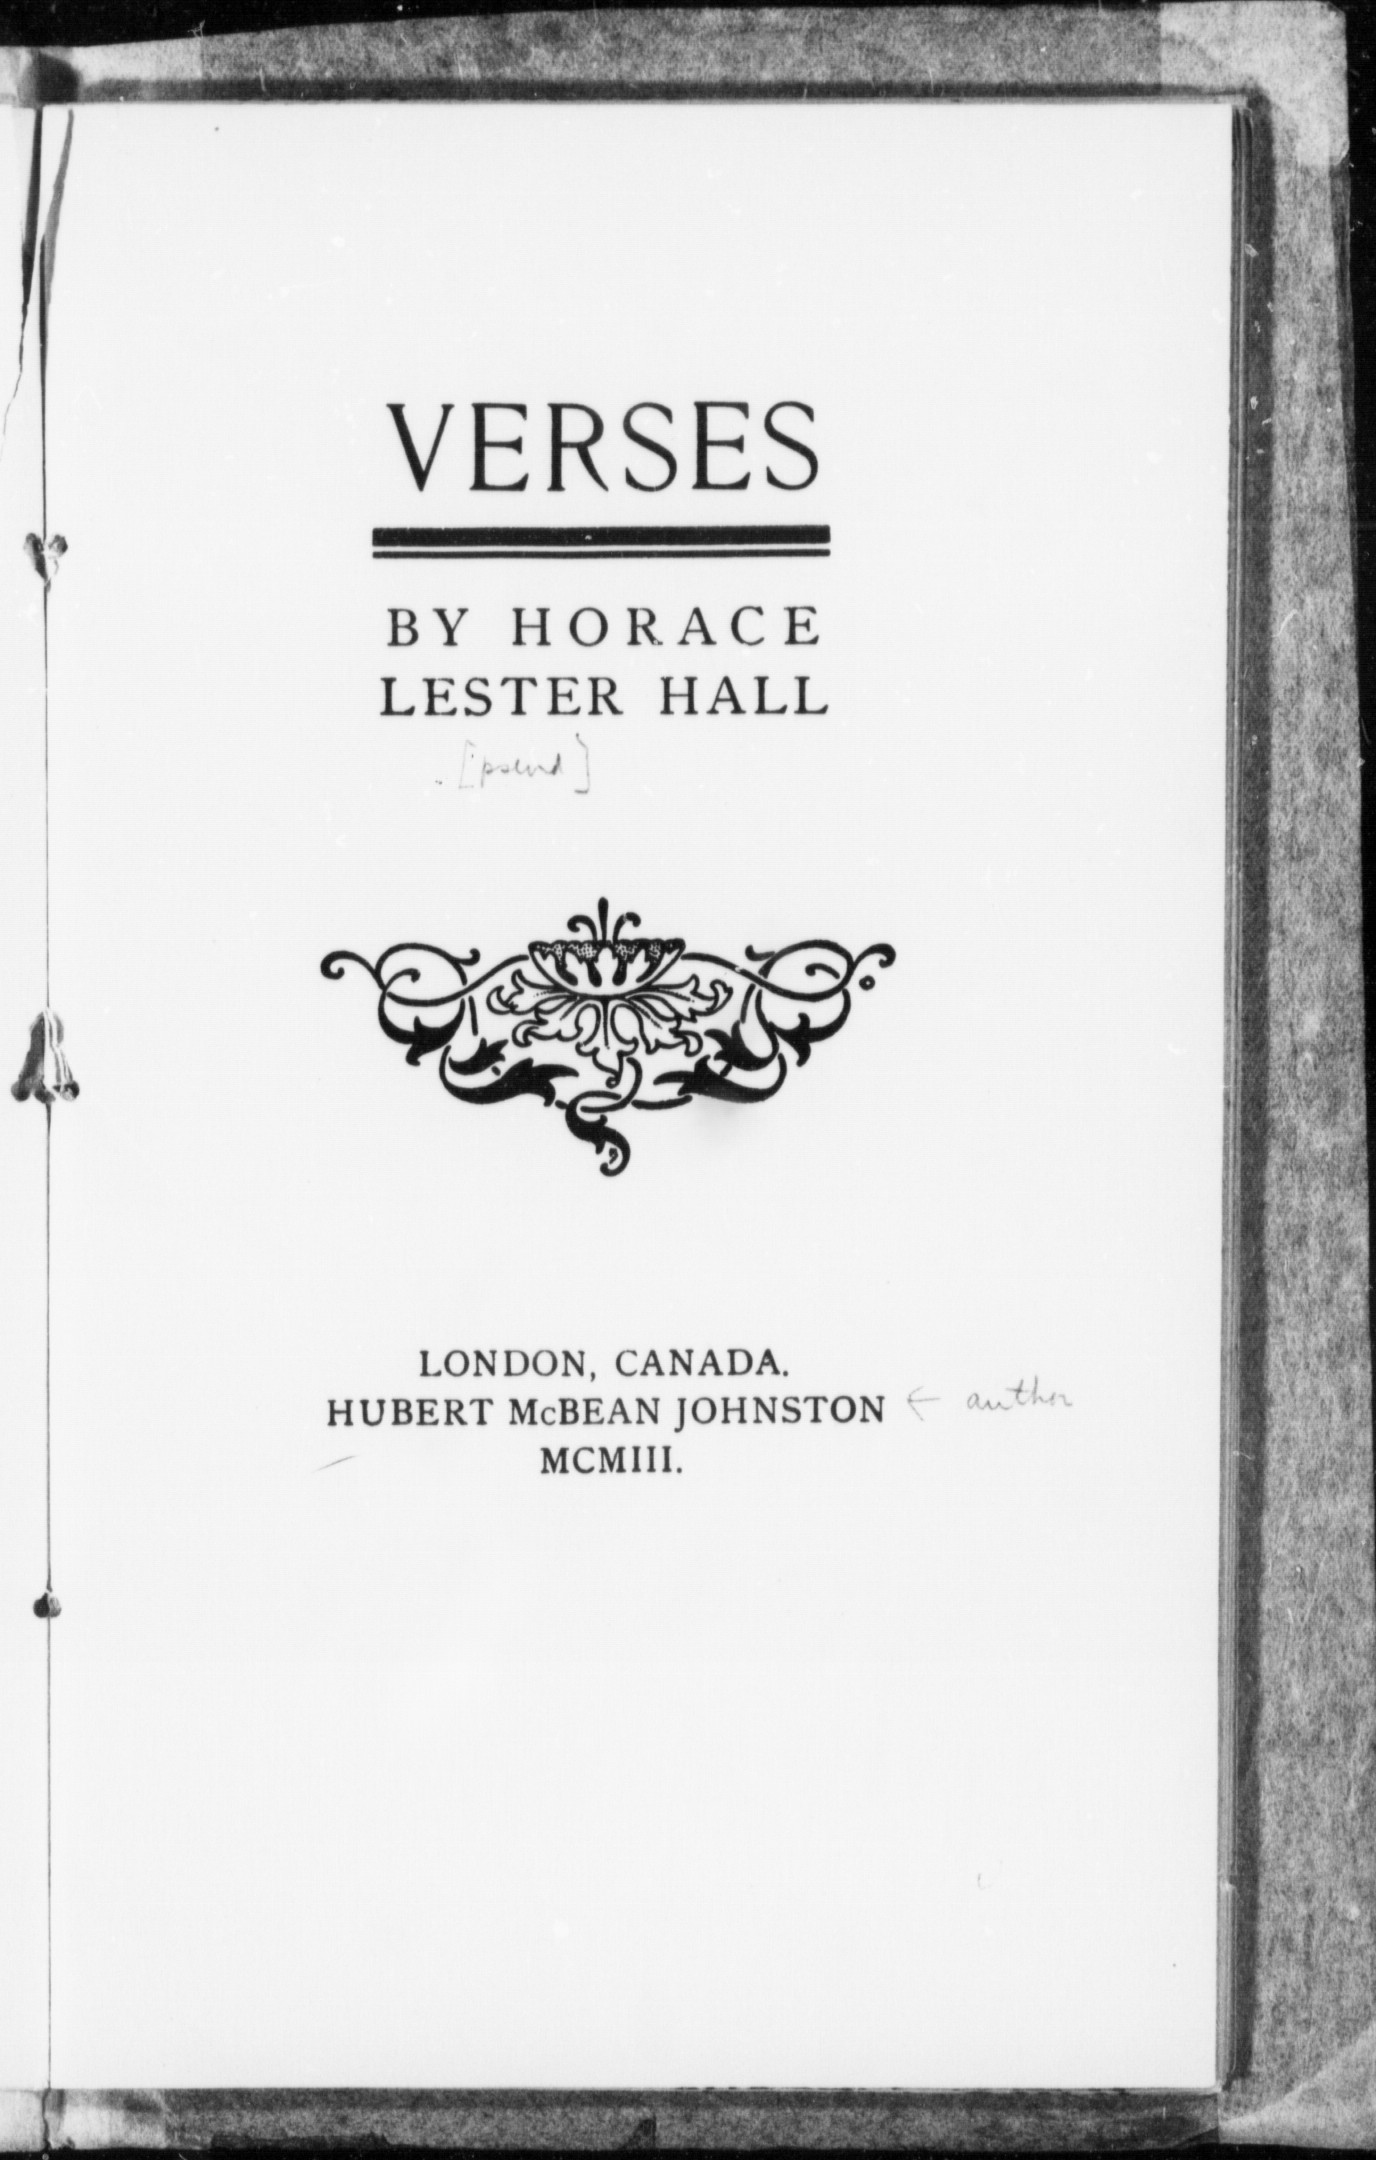 VERSES
BY HORACE
LESTER HALL
[pseud]
LONDON, CANADA.
HUBERT McBEAN JOHNSTON ← author
MCMIII.